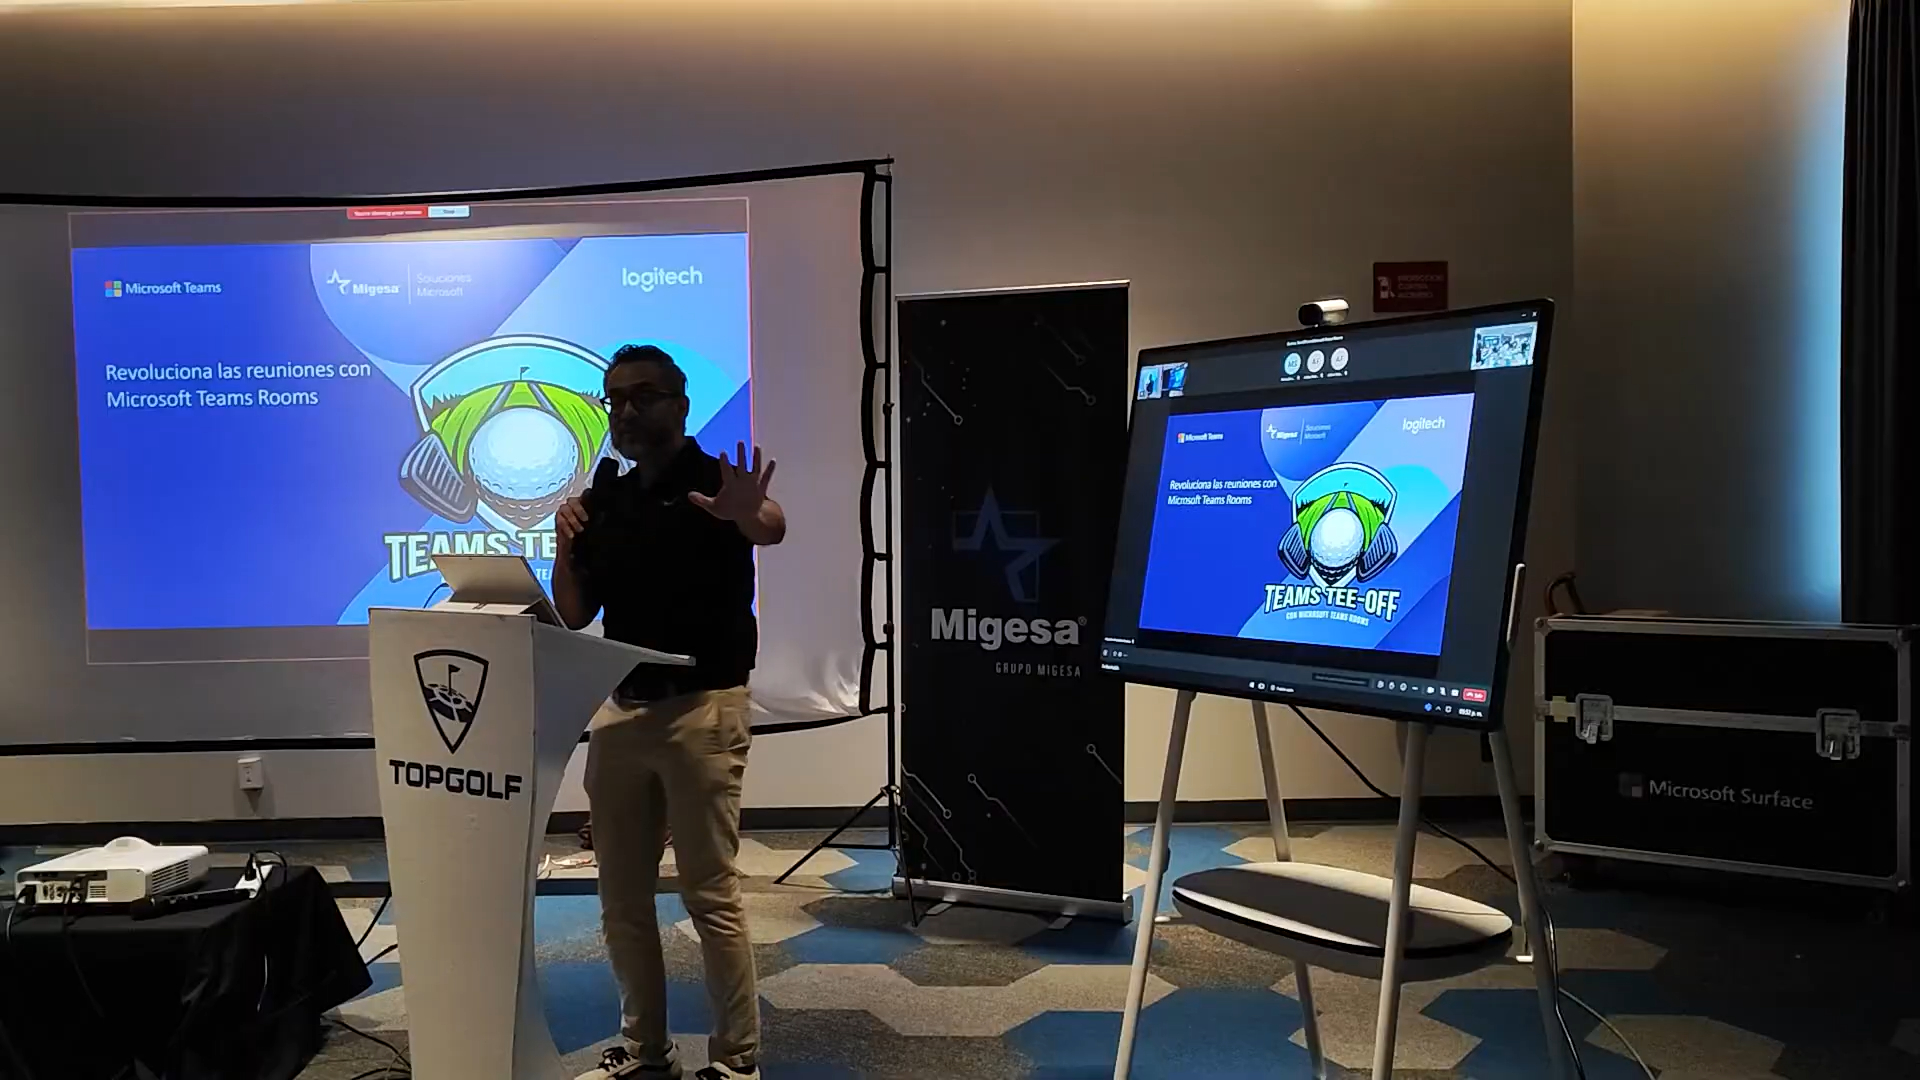 Microsoft Teams
Migesa
Soluciones
Microsoft
logitech
Revoluciona las reuniones con
Microsoft Teams Rooms
TEAMS TE
TOPGOLF
Migesa®
GRUPO MIGESA
Microsoft Teams
Migesa
Soluciones
Microsoft
logitech
Revoluciona las reuniones con
Microsoft Teams Rooms
TEAMS TEE-OFF
CON MICROSOFT TEAMS ROOMS
Microsoft Surface